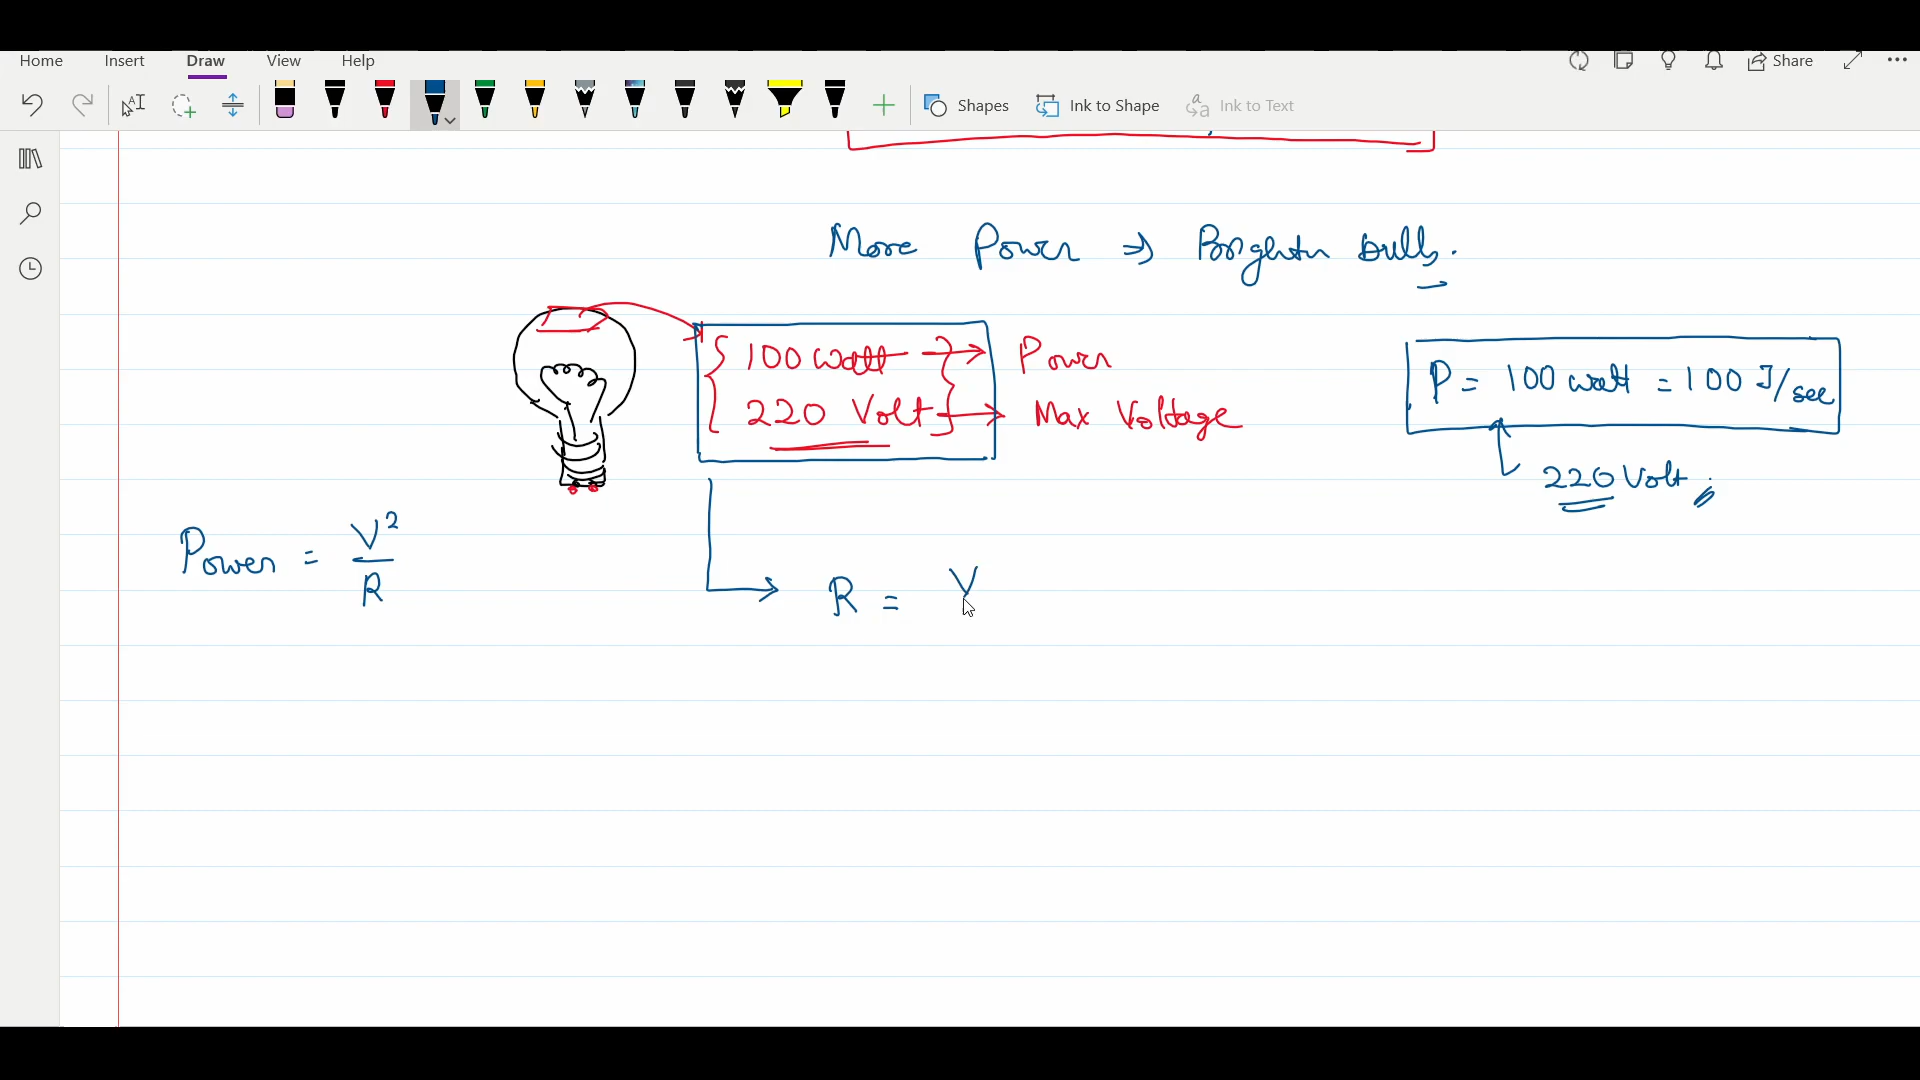 Home Insert Draw View Help Share
Shapes Ink to Shape Ink to Text
More Power ⇒ Brighter bulb.
100 watt → Power
220 Volt → Max Voltage
P = 100 watt = 100 J/sec
220 Volt
Power = V²/R
R = V